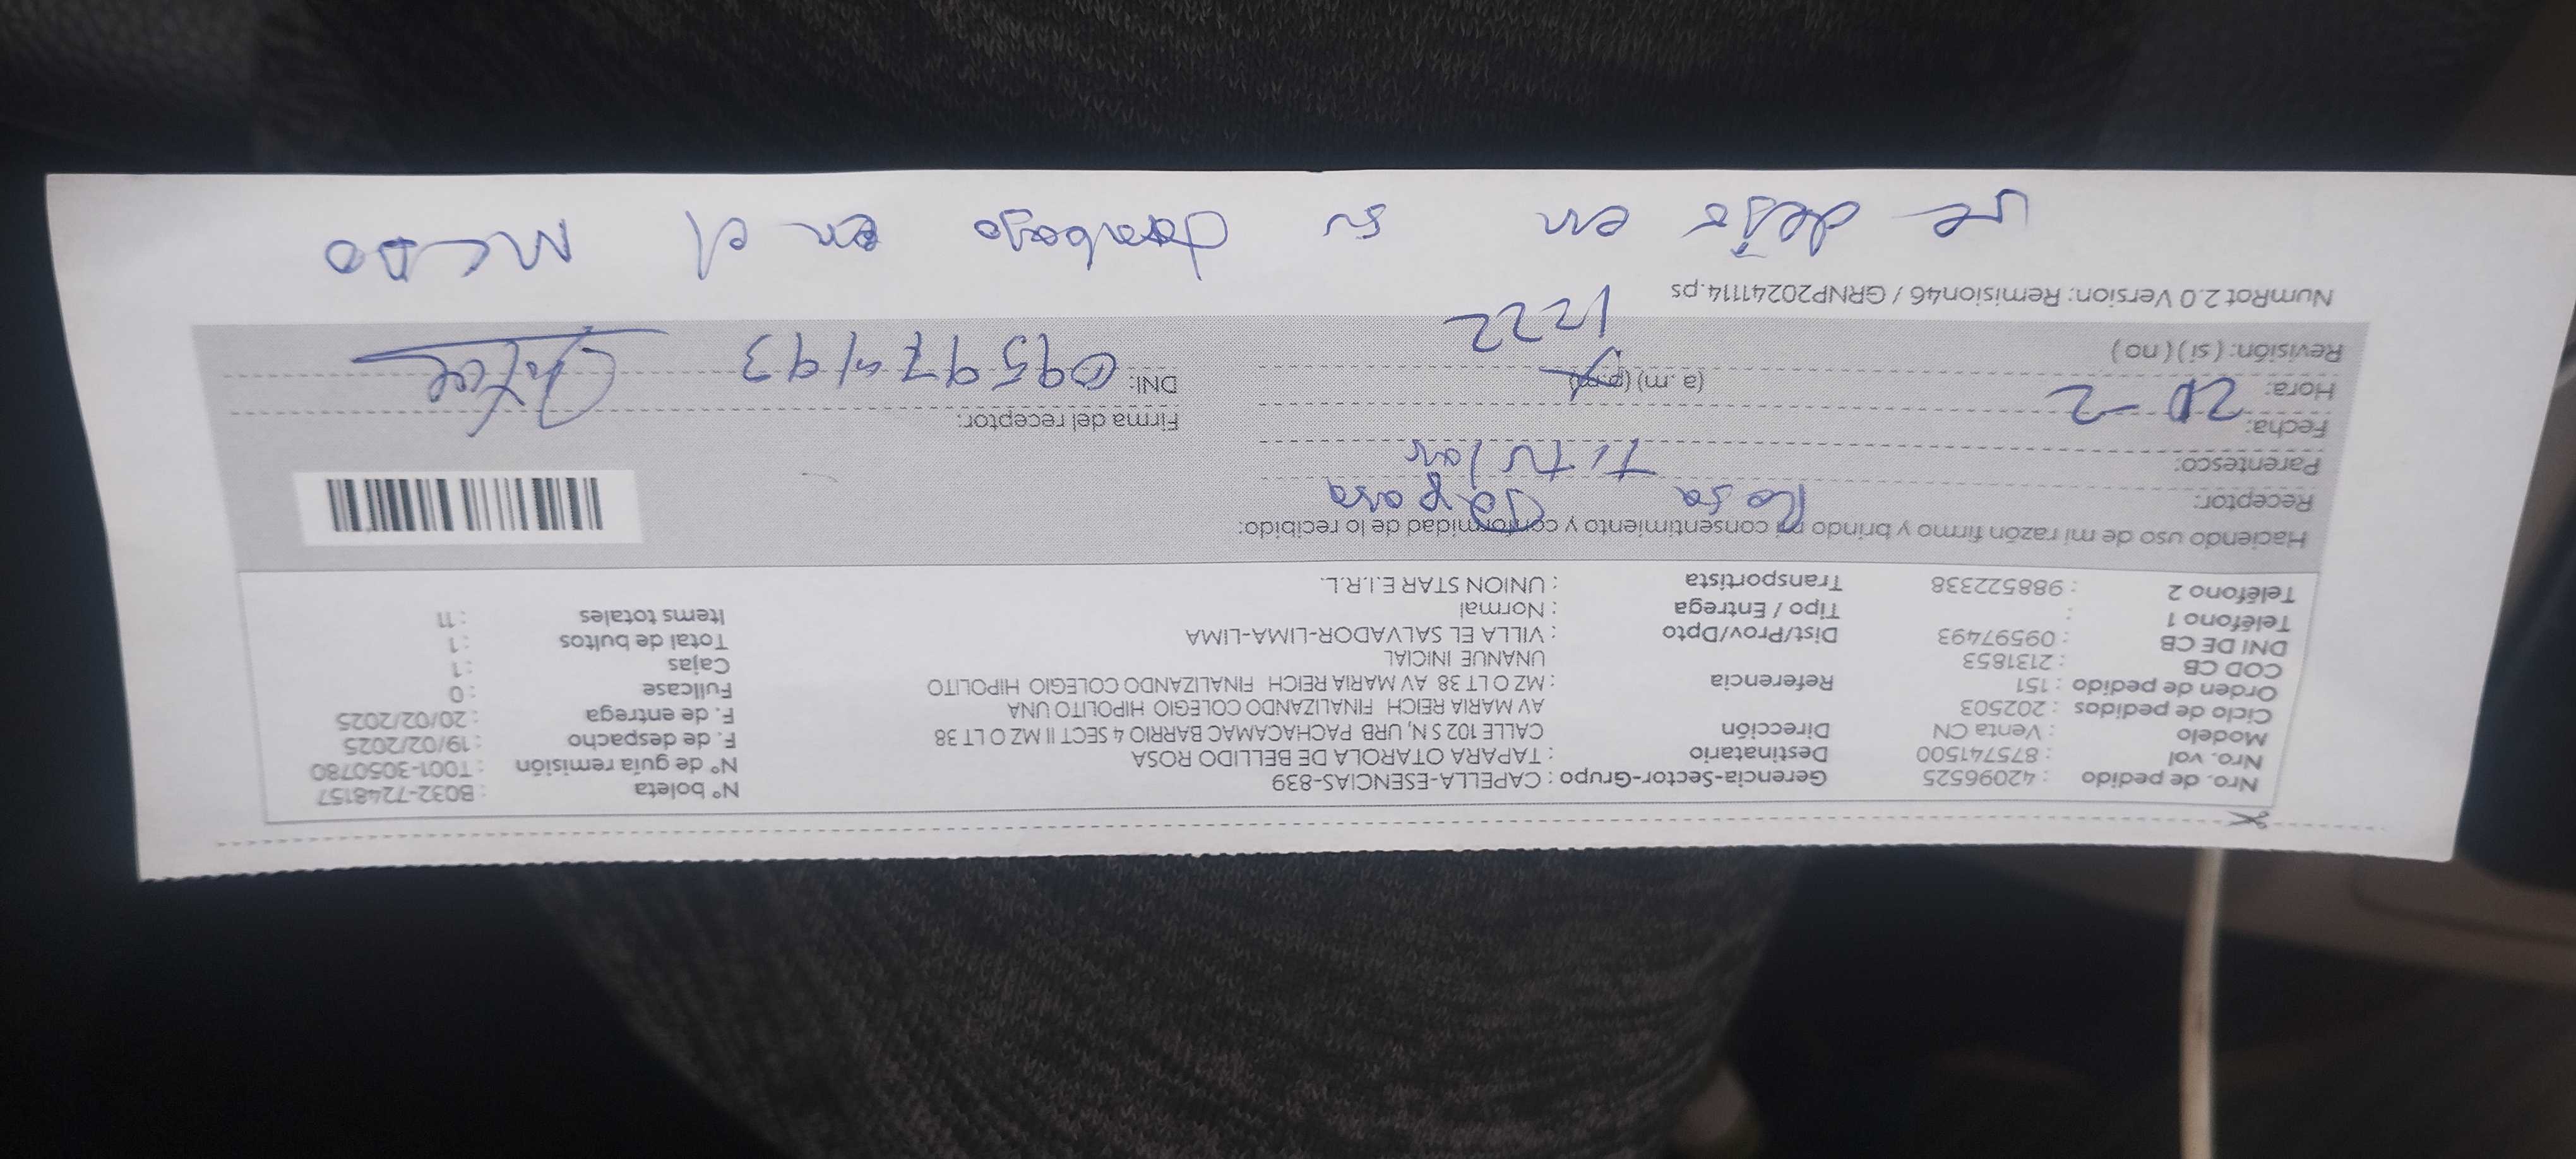 Nro. de pedido : 42096525 Gerencia-Sector-Grupo : CAPELLA-ESENCIAS-839 N° boleta : B032-7248157
Nro. vol : 875741500 Destinatario : TAPARA OTAROLA DE BELLIDO ROSA N° de guía remisión : T001-3050780
Modelo : Venta CN Dirección CALLE 102 S N, URB PACHACAMAC BARRIO 4 SECT II MZ O LT 38 F. de despacho : 19/02/2025
Ciclo de pedidos : 202503 AV MARIA REICH FINALIZANDO COLEGIO HIPOLITO UNA F. de entrega : 20/02/2025
Orden de pedido : 151 Referencia : MZ O LT 38 AV MARIA REICH FINALIZANDO COLEGIO HIPOLITO Fullcase : 0
COD CB : 2131853 UNANUE INICIAL Cajas : 1
DNI DE CB : 09597493 Dist/Prov/Dpto : VILLA EL SALVADOR-LIMA-LIMA Total de bultos : 1
Teléfono 1 : Tipo / Entrega : Normal Items totales : 11
Teléfono 2 : 988522338 Transportista : UNION STAR E.I.R.L.
Haciendo uso de mi razón firmo y brindo mi consentimiento y conformidad de lo recibido:
Receptor: Rosa
Parentesco: Titular
Fecha: 20-2 Firma del receptor:
Hora: (a. m) (p.m) DNI: 09597493
Revisión: ( si ) ( no ) 1222
NumRot 2.0 Version: Remision46 / GRNP20241114.ps
se dejo en su en el